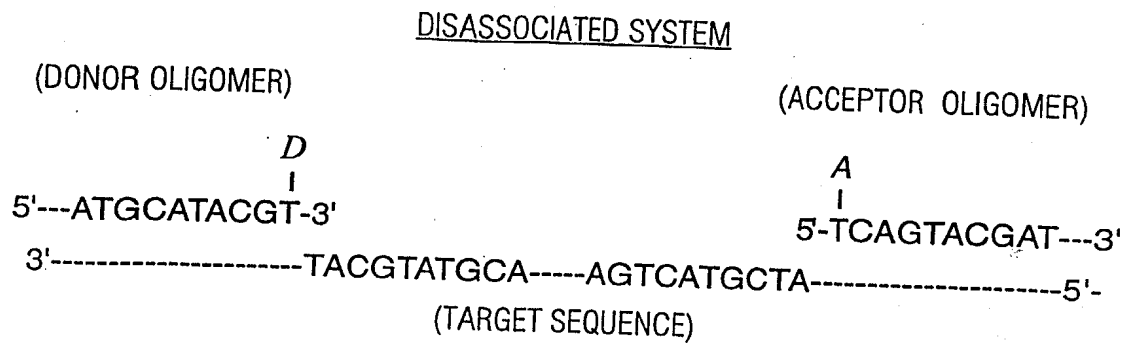 DISASSOCIATED SYSTEM
(DONOR OLIGOMER)
(ACCEPTOR OLIGOMER)
D
A
5'---ATGCATACGT-3'
5'-TCAGTACGAT---3'
3'----------------------TACGTATGCA-----AGTCATGCTA----------------------5'-
(TARGET SEQUENCE)